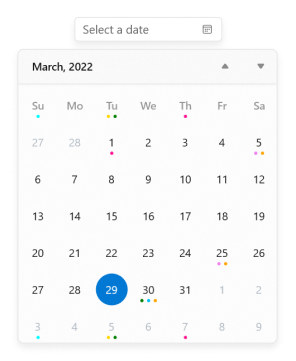 Select a date
March, 2022
Su Mo Tu We Th Fr Sa
27 28 1 2 3 4 5
6 7 8 9 10 11 12
13 14 15 16 17 18 19
20 21 22 23 24 25 26
27 28 29 30 31 1 2
3 4 5 6 7 8 9